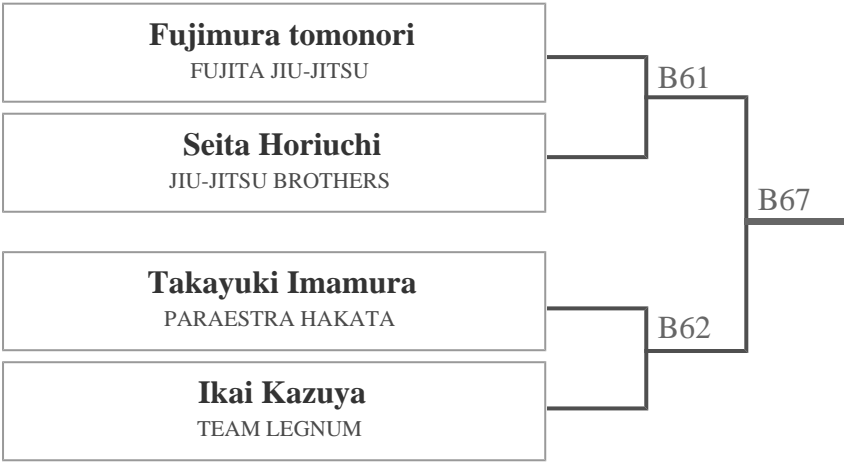 Fujimura tomonori
FUJITA JIU-JITSU
B61
Seita Horiuchi
JIU-JITSU BROTHERS
B67
Takayuki Imamura
PARAESTRA HAKATA
B62
Ikai Kazuya
TEAM LEGNUM